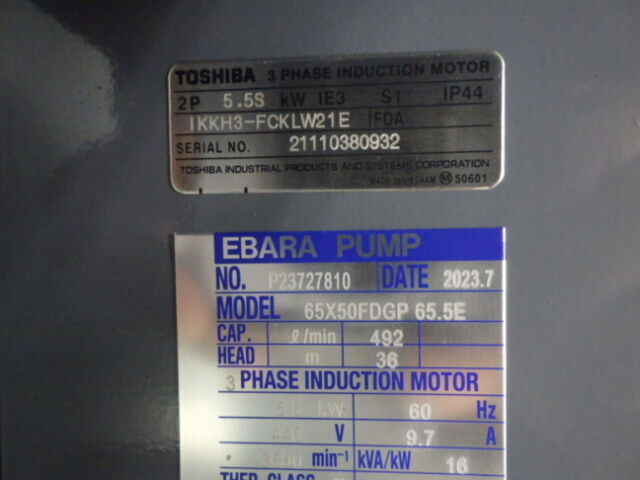 TOSHIBA 3 PHASE INDUCTION MOTOR
2P 5.5S kW IE3 S1 IP44
IKKH3-FCKLW21E FDA
SERIAL NO. 21110380932
TOSHIBA INDUSTRIAL PRODUCTS AND SYSTEMS CORPORATION
MADE IN VIETNAM Ⓜ 50601
EBARA PUMP
NO. P23727810 DATE 2023.7
MODEL 65X50FDGP 65.5E
CAP. ℓ/min 492
HEAD m 36
3 PHASE INDUCTION MOTOR
5.5 kW 60 Hz
440 V 9.7 A
min⁻¹ kVA/kW 16